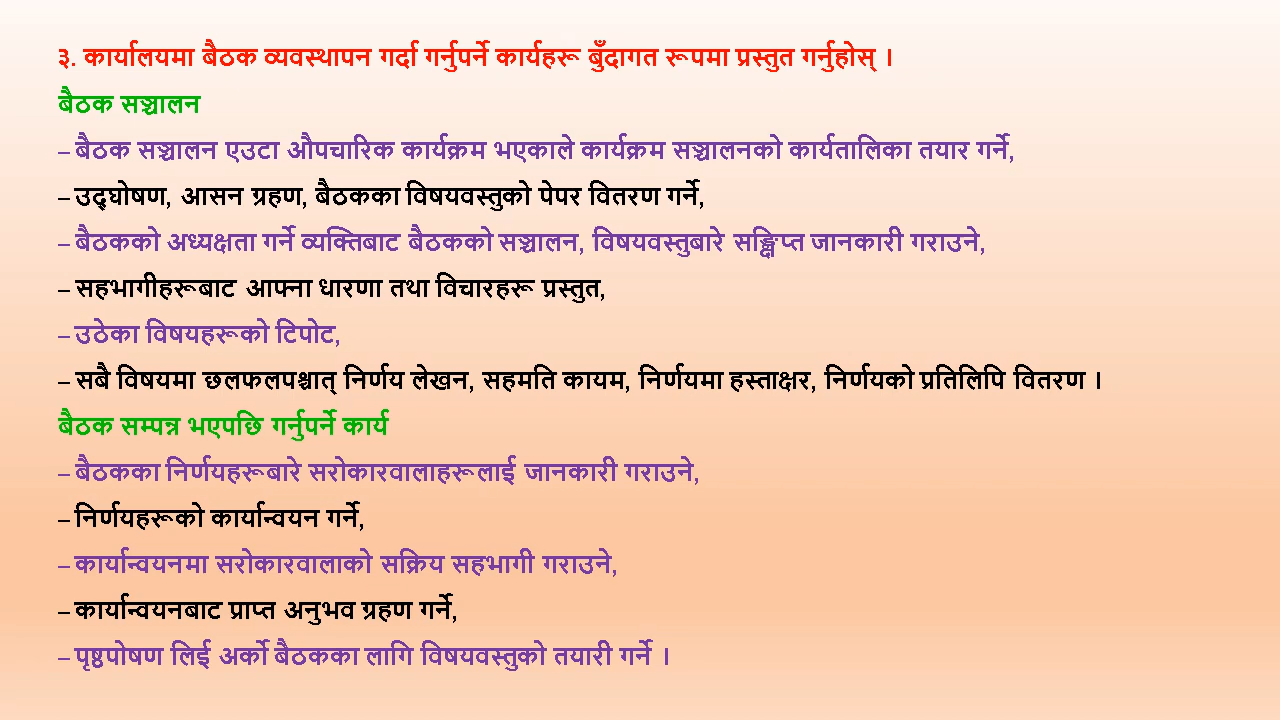 ३. कार्यालयमा बैठक व्यवस्थापन गर्दा गर्नुपर्ने कार्यहरू बुँदागत रूपमा प्रस्तुत गर्नुहोस् ।
बैठक सञ्चालन
– बैठक सञ्चालन एउटा औपचारिक कार्यक्रम भएकाले कार्यक्रम सञ्चालनको कार्यतालिका तयार गर्ने,
– उद्घोषण, आसन ग्रहण, बैठकका विषयवस्तुको पेपर वितरण गर्ने,
– बैठकको अध्यक्षता गर्ने व्यक्तिबाट बैठकको सञ्चालन, विषयवस्तुबारे सङ्क्षिप्त जानकारी गराउने,
– सहभागीहरूबाट आफ्ना धारणा तथा विचारहरू प्रस्तुत,
– उठेका विषयहरूको टिपोट,
– सबै विषयमा छलफलपश्चात् निर्णय लेखन, सहमति कायम, निर्णयमा हस्ताक्षर, निर्णयको प्रतिलिपि वितरण ।
बैठक सम्पन्न भएपछि गर्नुपर्ने कार्य
– बैठकका निर्णयहरूबारे सरोकारवालाहरूलाई जानकारी गराउने,
– निर्णयहरूको कार्यान्वयन गर्ने,
– कार्यान्वयनमा सरोकारवालाको सक्रिय सहभागी गराउने,
– कार्यान्वयनबाट प्राप्त अनुभव ग्रहण गर्ने,
– पृष्ठपोषण लिई अर्को बैठकका लागि विषयवस्तुको तयारी गर्ने ।